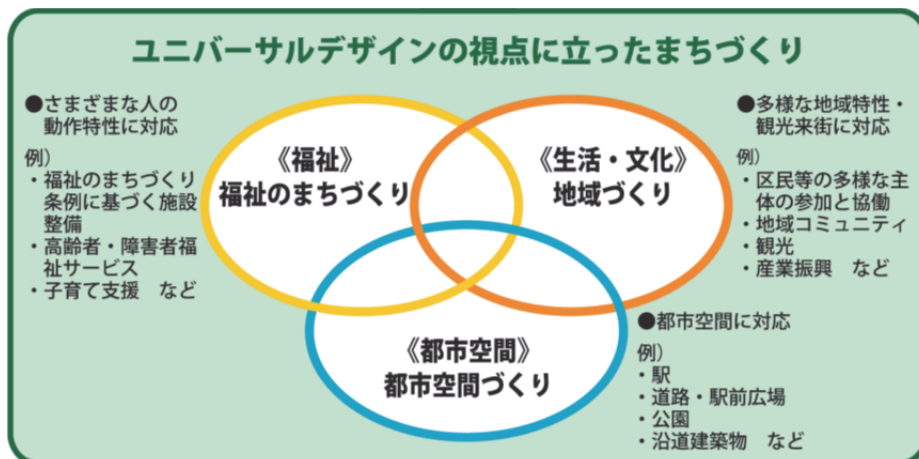 ユニバーサルデザインの視点に立ったまちづくり
●さまざまな人の
動作特性に対応
例）
・福祉のまちづくり
条例に基づく施設
整備
・高齢者・障害者福
祉サービス
・子育て支援　など
《福祉》
福祉のまちづくり
《生活・文化》
地域づくり
●多様な地域特性・
観光来街に対応
例）
・区民等の多様な主
体の参加と協働
・地域コミュニティ
・観光
・産業振興　など
《都市空間》
都市空間づくり
●都市空間に対応
例）
・駅
・道路・駅前広場
・公園
・沿道建築物　など